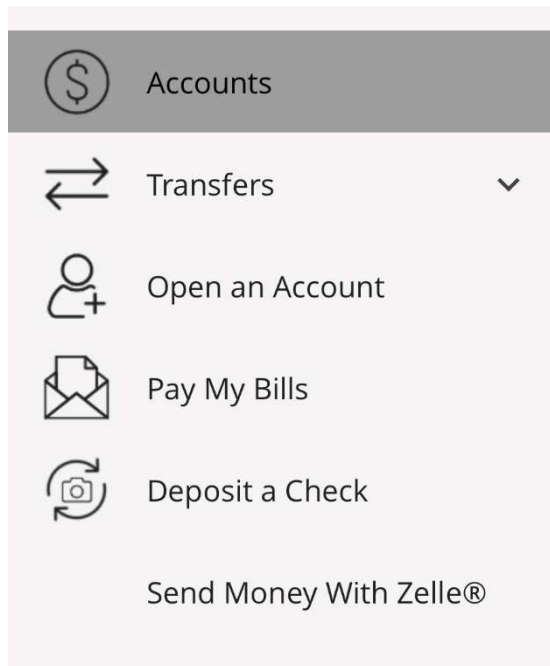 Accounts
Transfers
Open an Account
Pay My Bills
Deposit a Check
Send Money With Zelle®